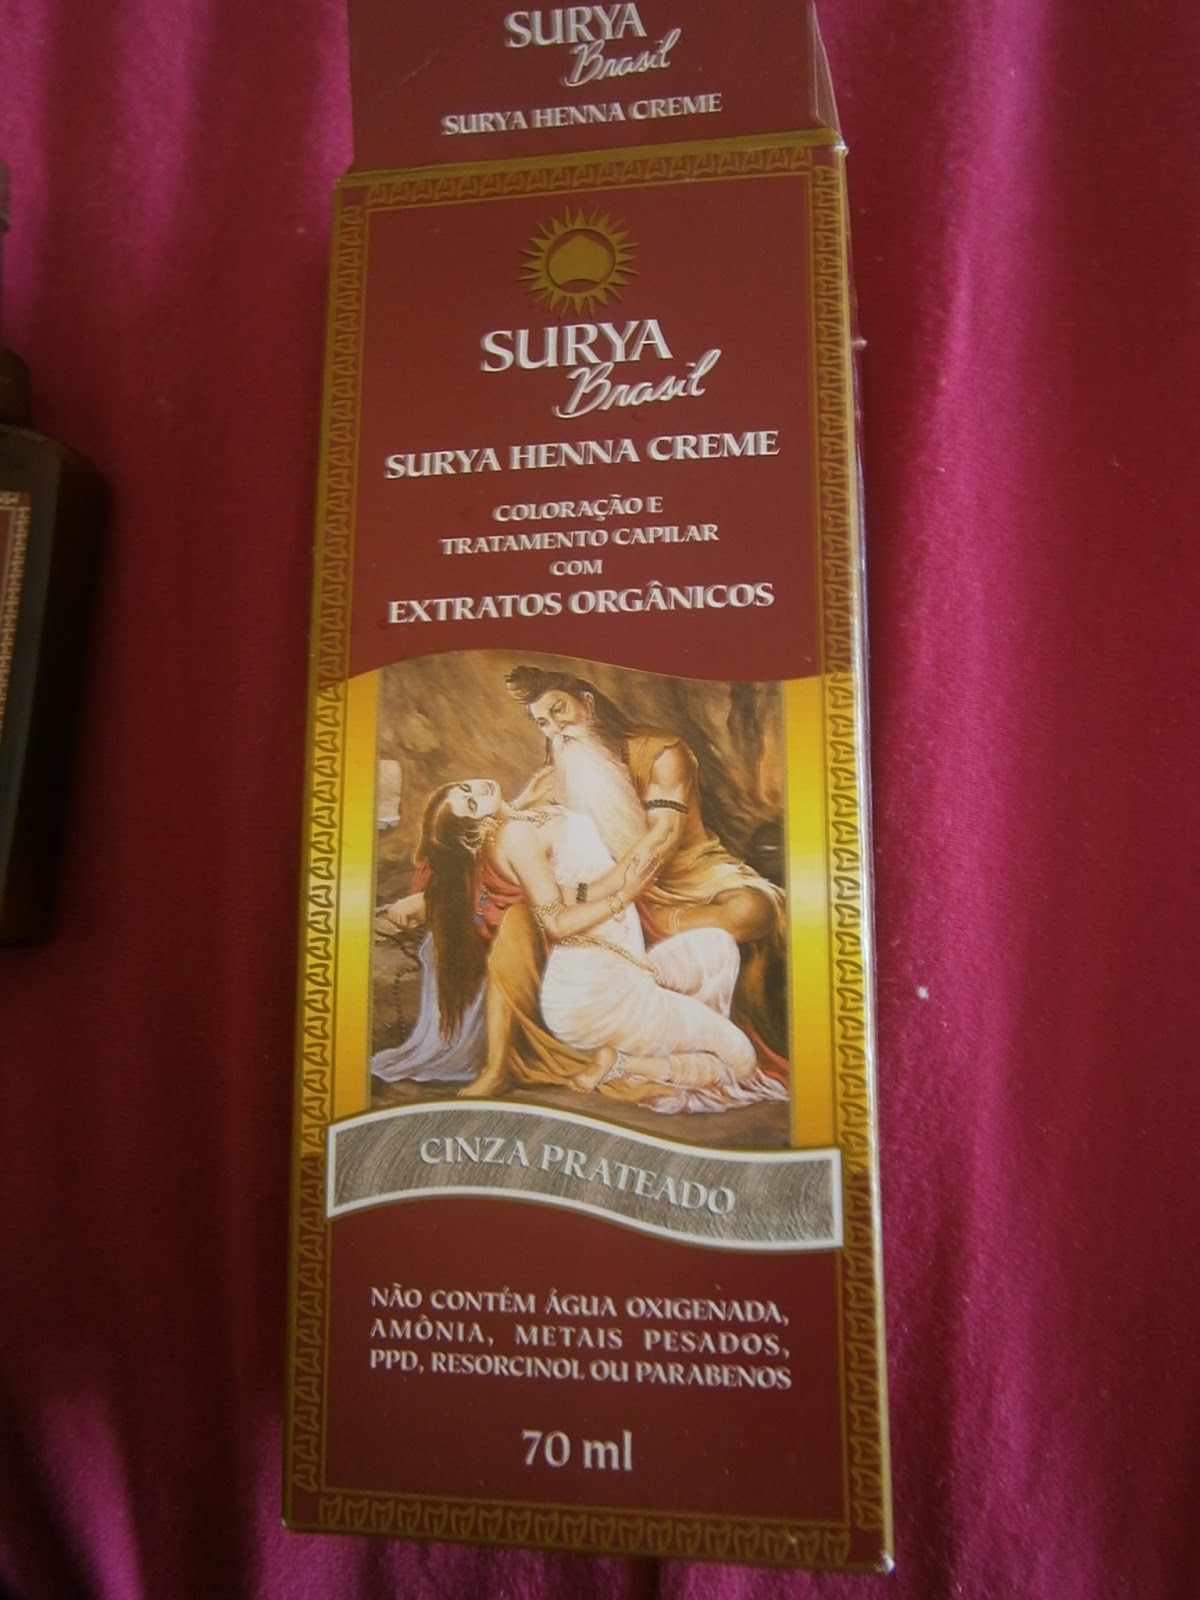 SURYA
Brasil
SURYA HENNA CREME
SURYA
Brasil
SURYA HENNA CREME
COLORAÇÃO E
TRATAMENTO CAPILAR
COM
EXTRATOS ORGÂNICOS
CINZA PRATEADO
NÃO CONTÉM ÁGUA OXIGENADA,
AMÔNIA, METAIS PESADOS,
PPD, RESORCINOL OU PARABENOS
70 ml